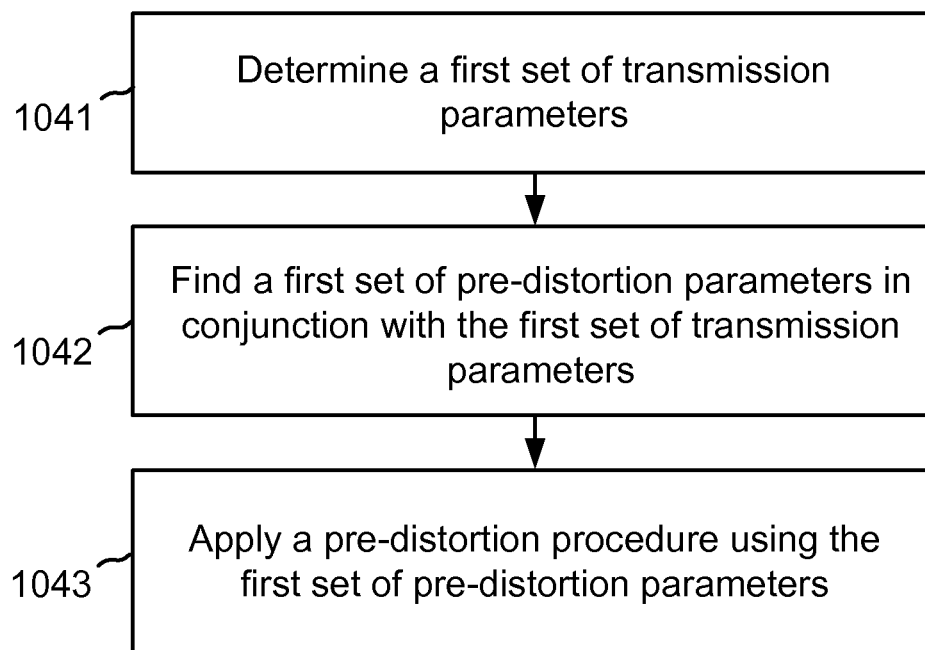 Determine a first set of transmission
parameters
1041
Find a first set of pre-distortion parameters in
conjunction with the first set of transmission
parameters
1042
Apply a pre-distortion procedure using the
first set of pre-distortion parameters
1043